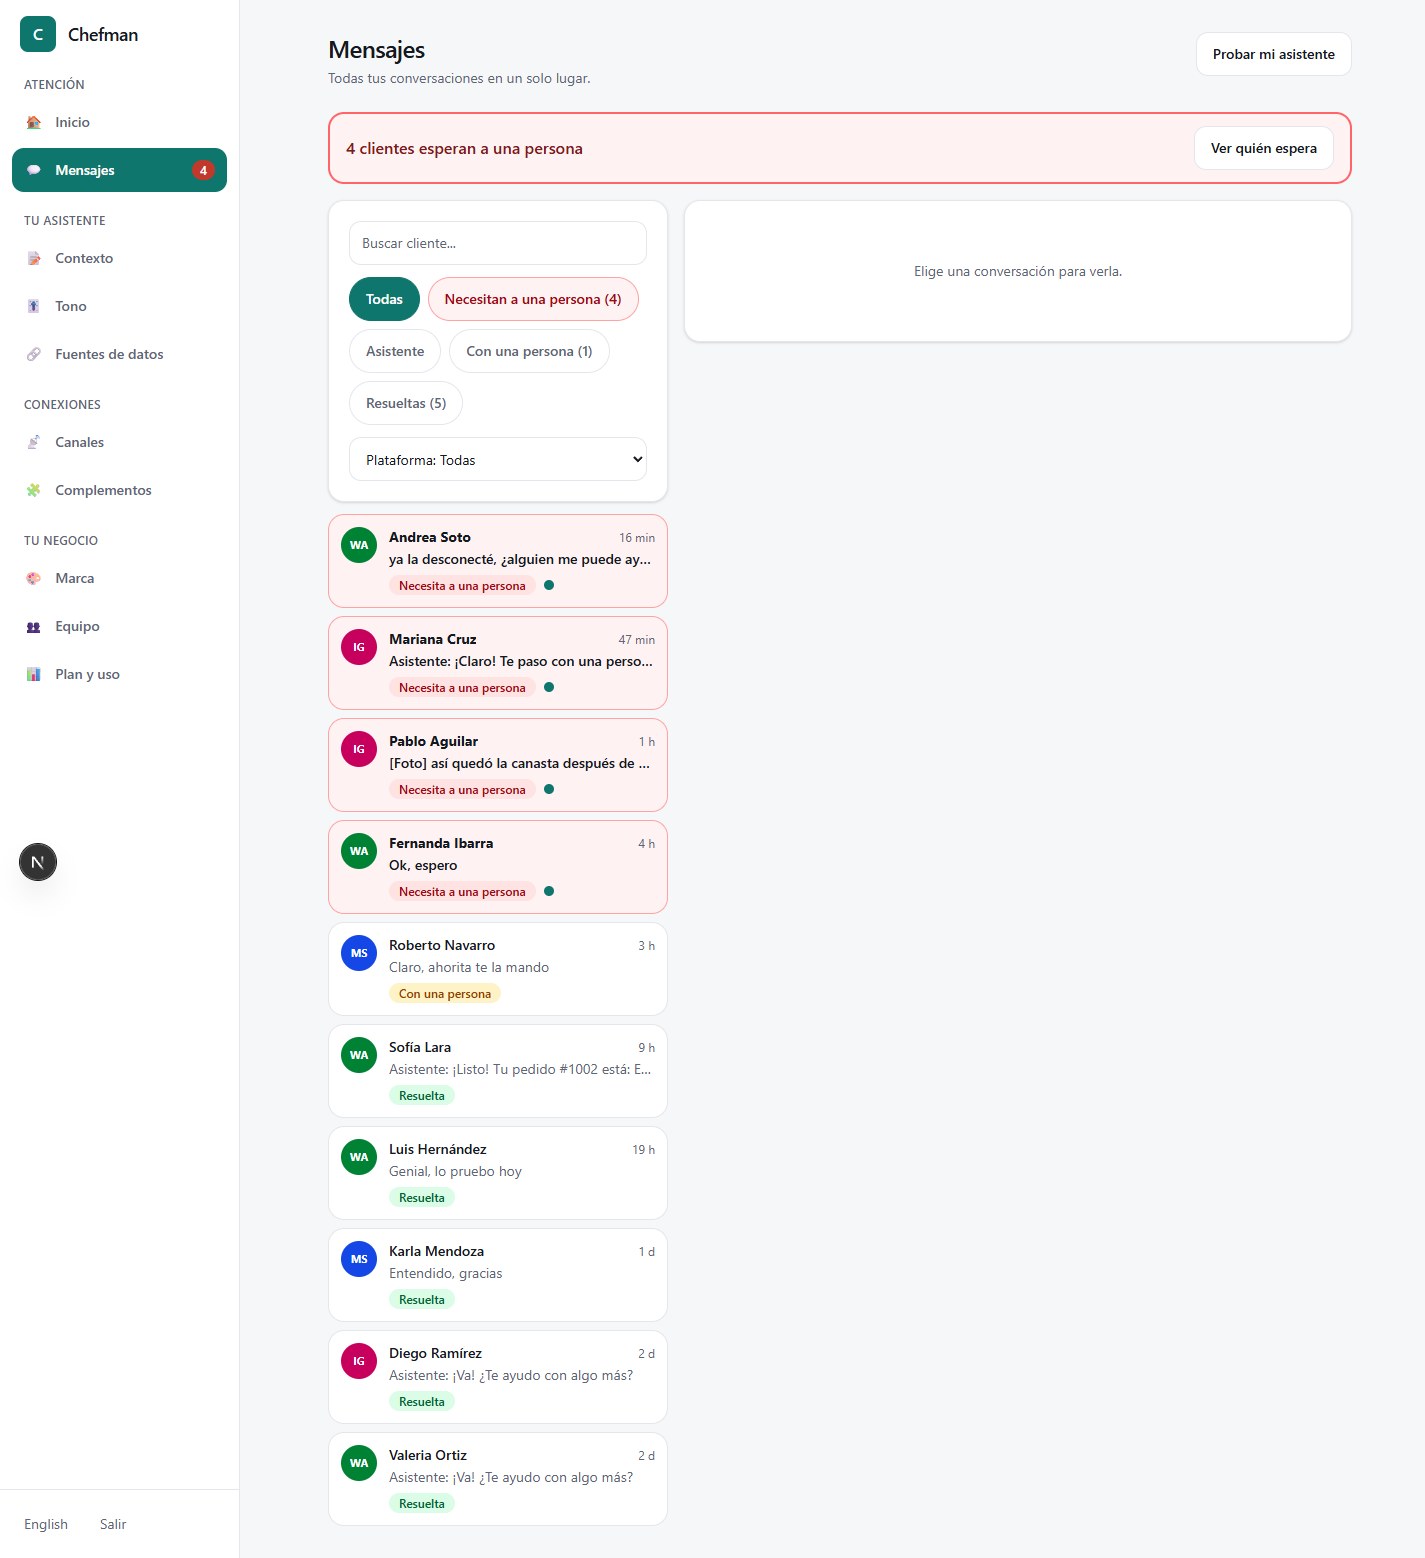 C Chefman
ATENCIÓN
Inicio
Mensajes 4
TU ASISTENTE
Contexto
Tono
Fuentes de datos
CONEXIONES
Canales
Complementos
TU NEGOCIO
Marca
Equipo
Plan y uso
N
English Salir
Mensajes
Todas tus conversaciones en un solo lugar.
Probar mi asistente
4 clientes esperan a una persona
Ver quién espera
Buscar cliente...
Todas Necesitan a una persona (4)
Asistente Con una persona (1)
Resueltas (5)
Plataforma: Todas
Elige una conversación para verla.
WA Andrea Soto 16 min
ya la desconecté, ¿alguien me puede ay...
Necesita a una persona
IG Mariana Cruz 47 min
Asistente: ¡Claro! Te paso con una perso...
Necesita a una persona
IG Pablo Aguilar 1 h
[Foto] así quedó la canasta después de ...
Necesita a una persona
WA Fernanda Ibarra 4 h
Ok, espero
Necesita a una persona
MS Roberto Navarro 3 h
Claro, ahorita te la mando
Con una persona
WA Sofía Lara 9 h
Asistente: ¡Listo! Tu pedido #1002 está: E...
Resuelta
WA Luis Hernández 19 h
Genial, lo pruebo hoy
Resuelta
MS Karla Mendoza 1 d
Entendido, gracias
Resuelta
IG Diego Ramírez 2 d
Asistente: ¡Va! ¿Te ayudo con algo más?
Resuelta
WA Valeria Ortiz 2 d
Asistente: ¡Va! ¿Te ayudo con algo más?
Resuelta